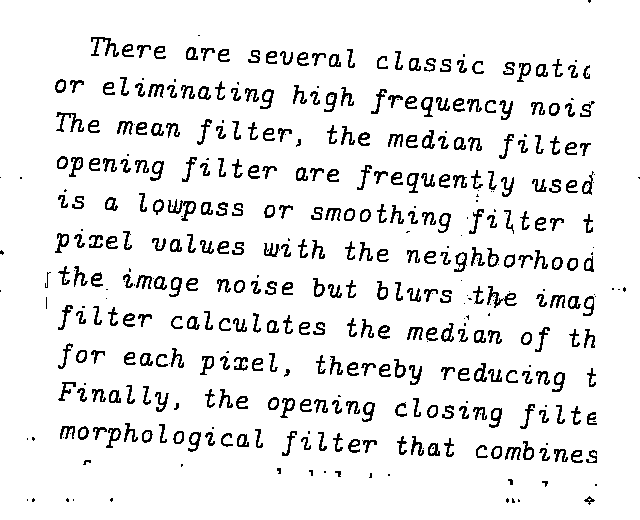 There are several classic spatic
or eliminating high frequency nois
The mean filter, the median filter
opening filter are frequently used
is a lowpass or smoothing filter t
pixel values with the neighborhood
the image noise but blurs the imag
filter calculates the median of th
for each pixel, thereby reducing t
Finally, the opening closing filte
morphological filter that combines